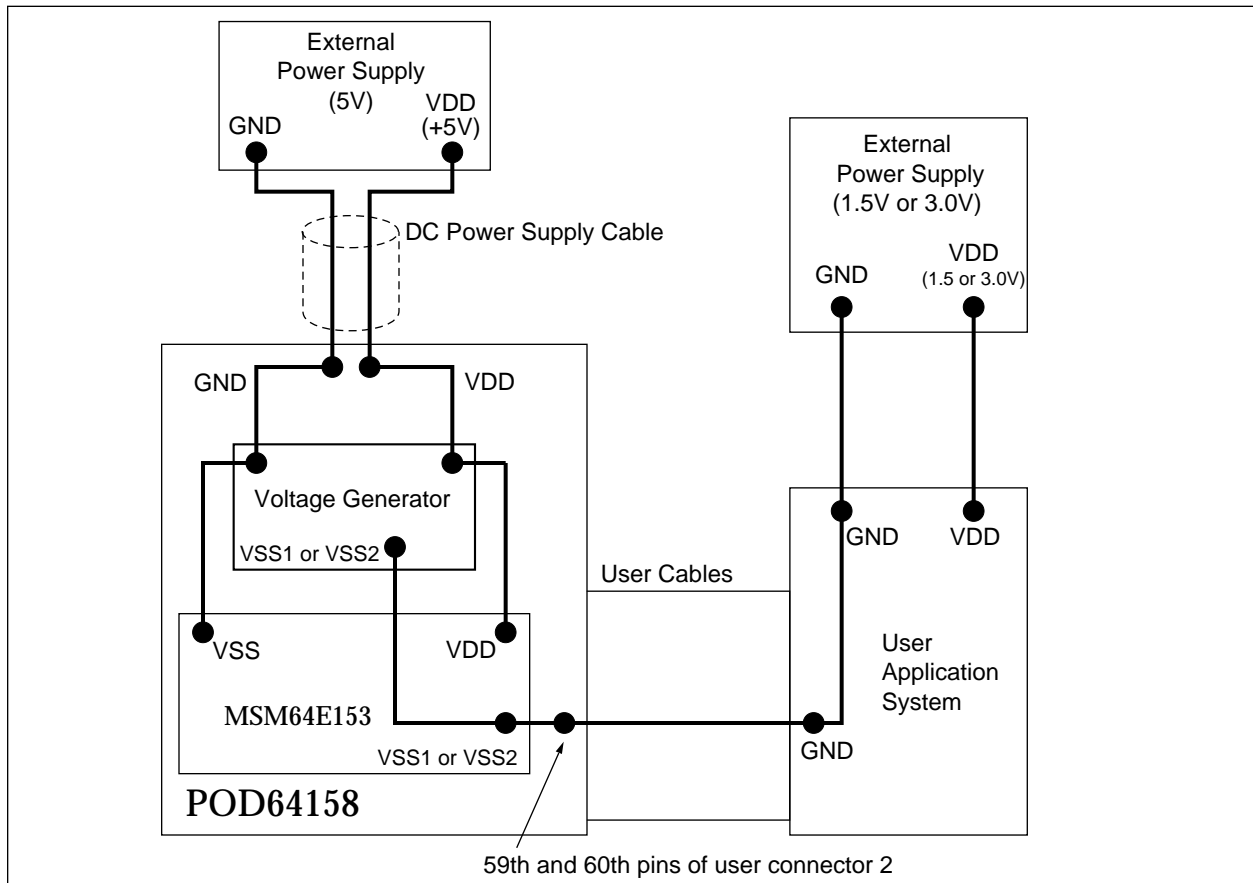 External
Power Supply
(5V)
GND
VDD
(+5V)
DC Power Supply Cable
External
Power Supply
(1.5V or 3.0V)
GND
VDD
(1.5 or 3.0V)
GND
VDD
Voltage Generator
VSS1 or VSS2
VSS
VDD
MSM64E153
VSS1 or VSS2
POD64158
User Cables
GND
VDD
User
Application
System
GND
59th and 60th pins of user connector 2